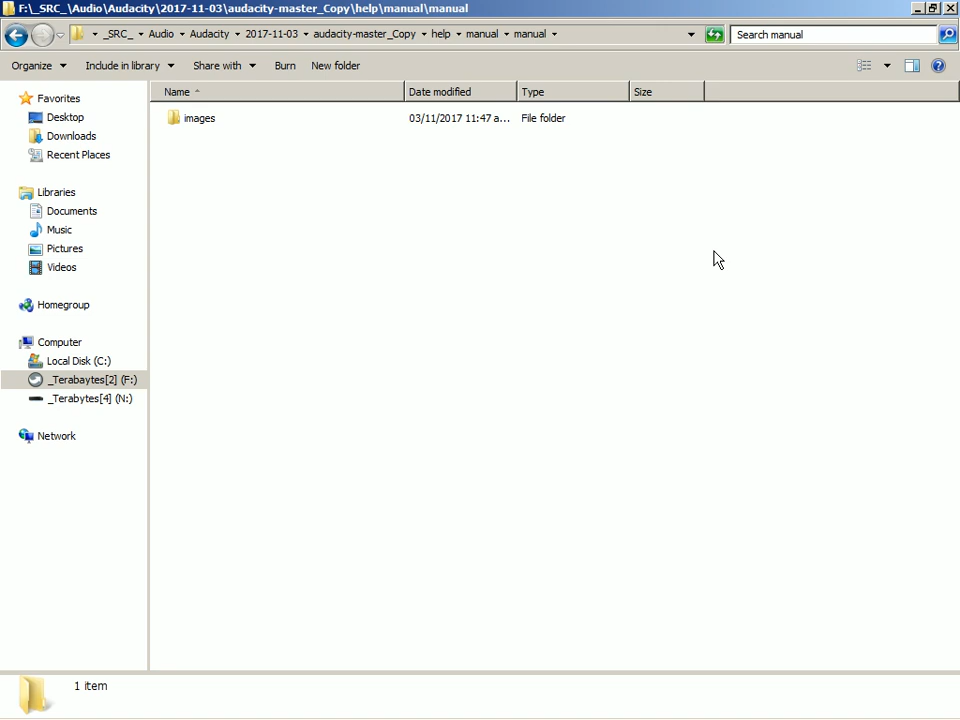 F:\_SRC_\Audio\Audacity\2017-11-03\audacity-master_Copy\help\manual\manual
_SRC_ Audio Audacity 2017-11-03 audacity-master_Copy help manual manual
Search manual
Organize Include in library Share with Burn New folder
Name Date modified Type Size
images 03/11/2017 11:47 a... File folder
Favorites
Desktop
Downloads
Recent Places
Libraries
Documents
Music
Pictures
Videos
Homegroup
Computer
Local Disk (C:)
_Terabaytes[2] (F:)
_Terabytes[4] (N:)
Network
1 item